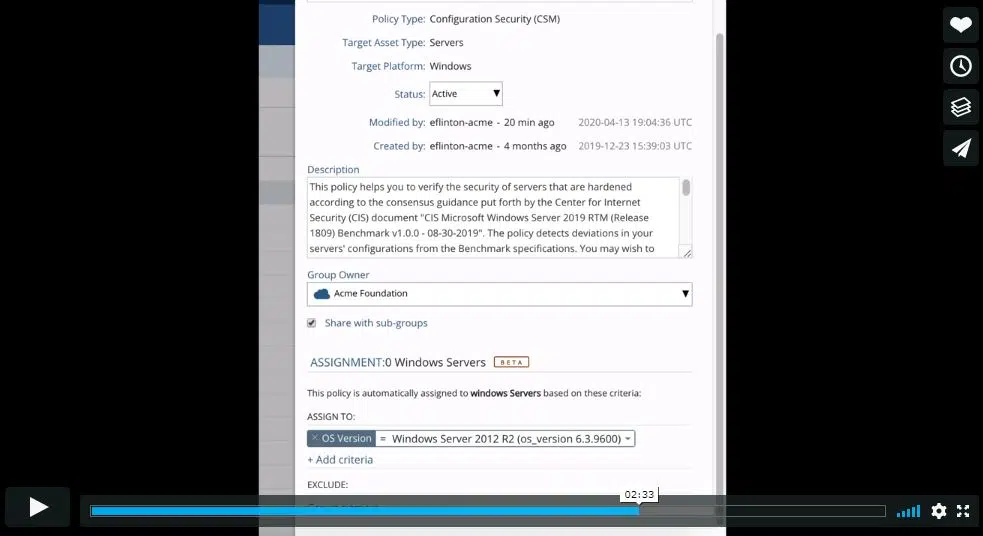 Policy Type: Configuration Security (CSM)
Target Asset Type: Servers
Target Platform: Windows
Status: Active
Modified by: eflinton-acme - 20 min ago 2020-04-13 19:04:36 UTC
Created by: eflinton-acme - 4 months ago 2019-12-23 15:39:03 UTC
Description
This policy helps you to verify the security of servers that are hardened
according to the consensus guidance put forth by the Center for Internet
Security (CIS) document "CIS Microsoft Windows Server 2019 RTM (Release
1809) Benchmark v1.0.0 - 08-30-2019". The policy detects deviations in your
servers' configurations from the Benchmark specifications. You may wish to
Group Owner
Acme Foundation
Share with sub-groups
ASSIGNMENT:0 Windows Servers BETA
This policy is automatically assigned to windows Servers based on these criteria:
ASSIGN TO:
× OS Version = Windows Server 2012 R2 (os_version 6.3.9600)
+ Add criteria
EXCLUDE:
02:33